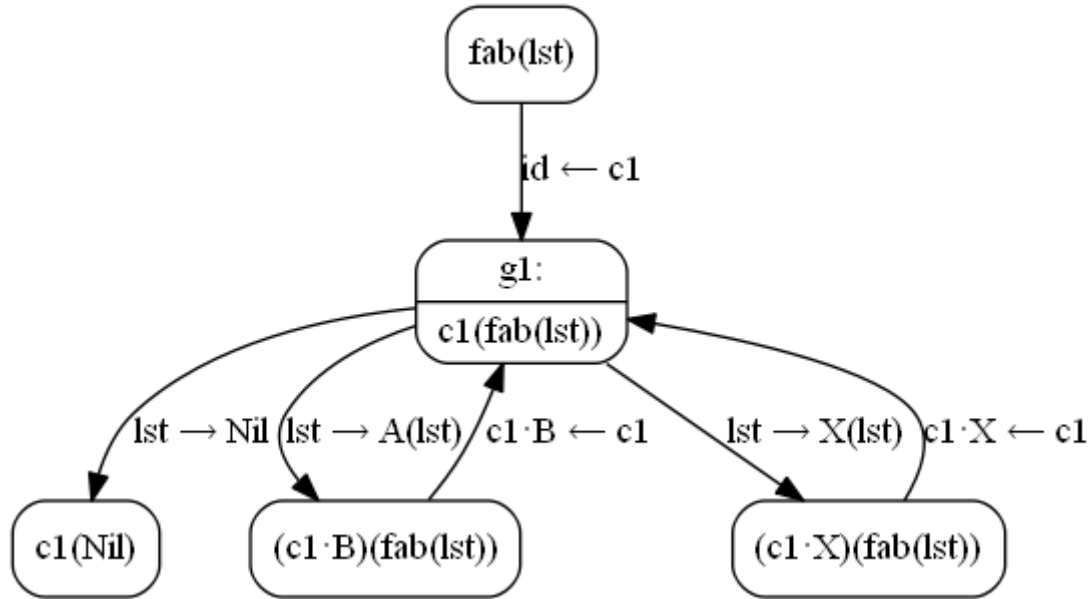 fab(lst)
id ← c1
g1:
c1(fab(lst))
lst → Nil
lst → A(lst)
c1·B ← c1
lst → X(lst)
c1·X ← c1
c1(Nil)
(c1·B)(fab(lst))
(c1·X)(fab(lst))